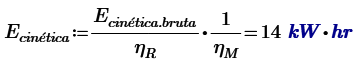 E_cinética := E_cinética.bruta / η_R · 1 / η_M = 14 kW·hr